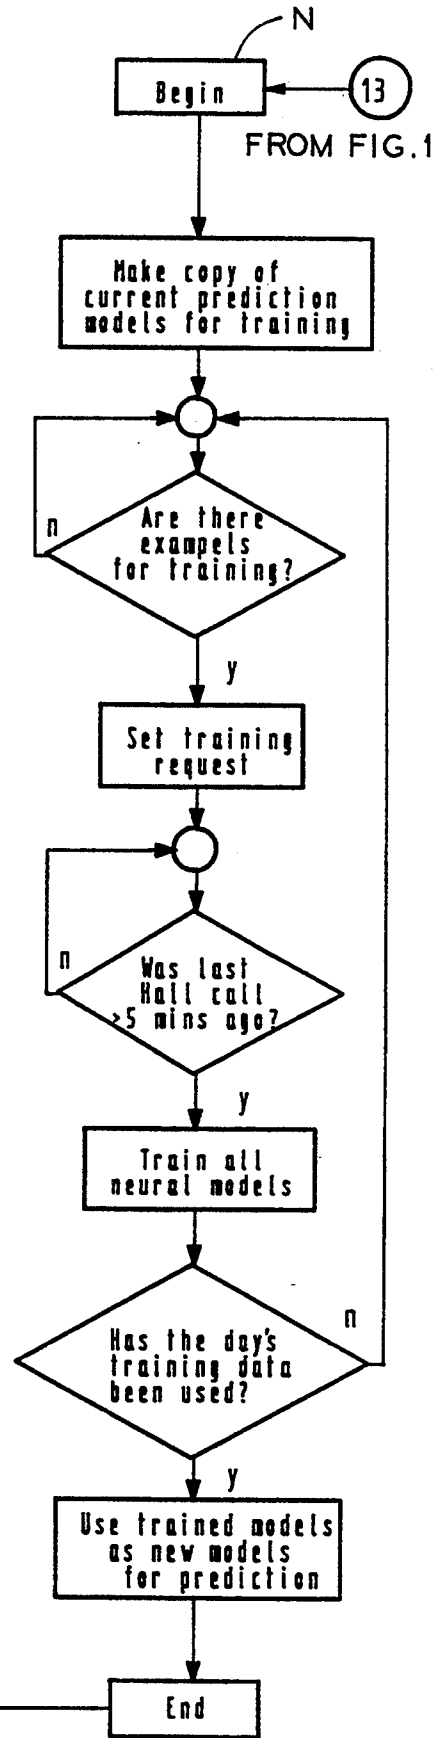 N
Begin
13
FROM FIG.1
Make copy of
current prediction
models for training
n
Are there
exampels
for training?
y
Set training
request
n
Was last
Hall call
>5 mins ago?
y
Train all
neural models
n
Has the day's
training data
been used?
y
Use trained models
as new models
for prediction
End